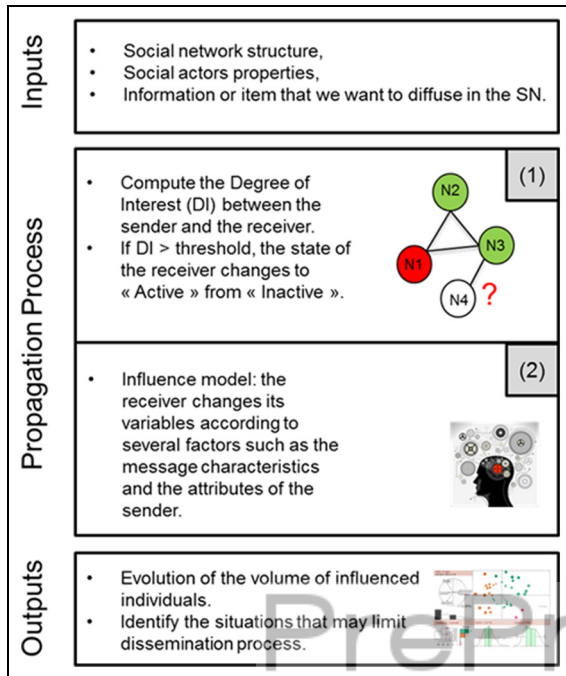 Inputs
• Social network structure,
• Social actors properties,
• Information or item that we want to diffuse in the SN.
Propagation Process
(1)
• Compute the Degree of
Interest (DI) between the
sender and the receiver.
• If DI > threshold, the state of
the receiver changes to
« Active » from « Inactive ».
N2
N1
N3
N4
?
(2)
• Influence model: the
receiver changes its
variables according to
several factors such as the
message characteristics
and the attributes of the
sender.
Outputs
• Evolution of the volume of influenced
individuals.
• Identify the situations that may limit
dissemination process.
PrePr